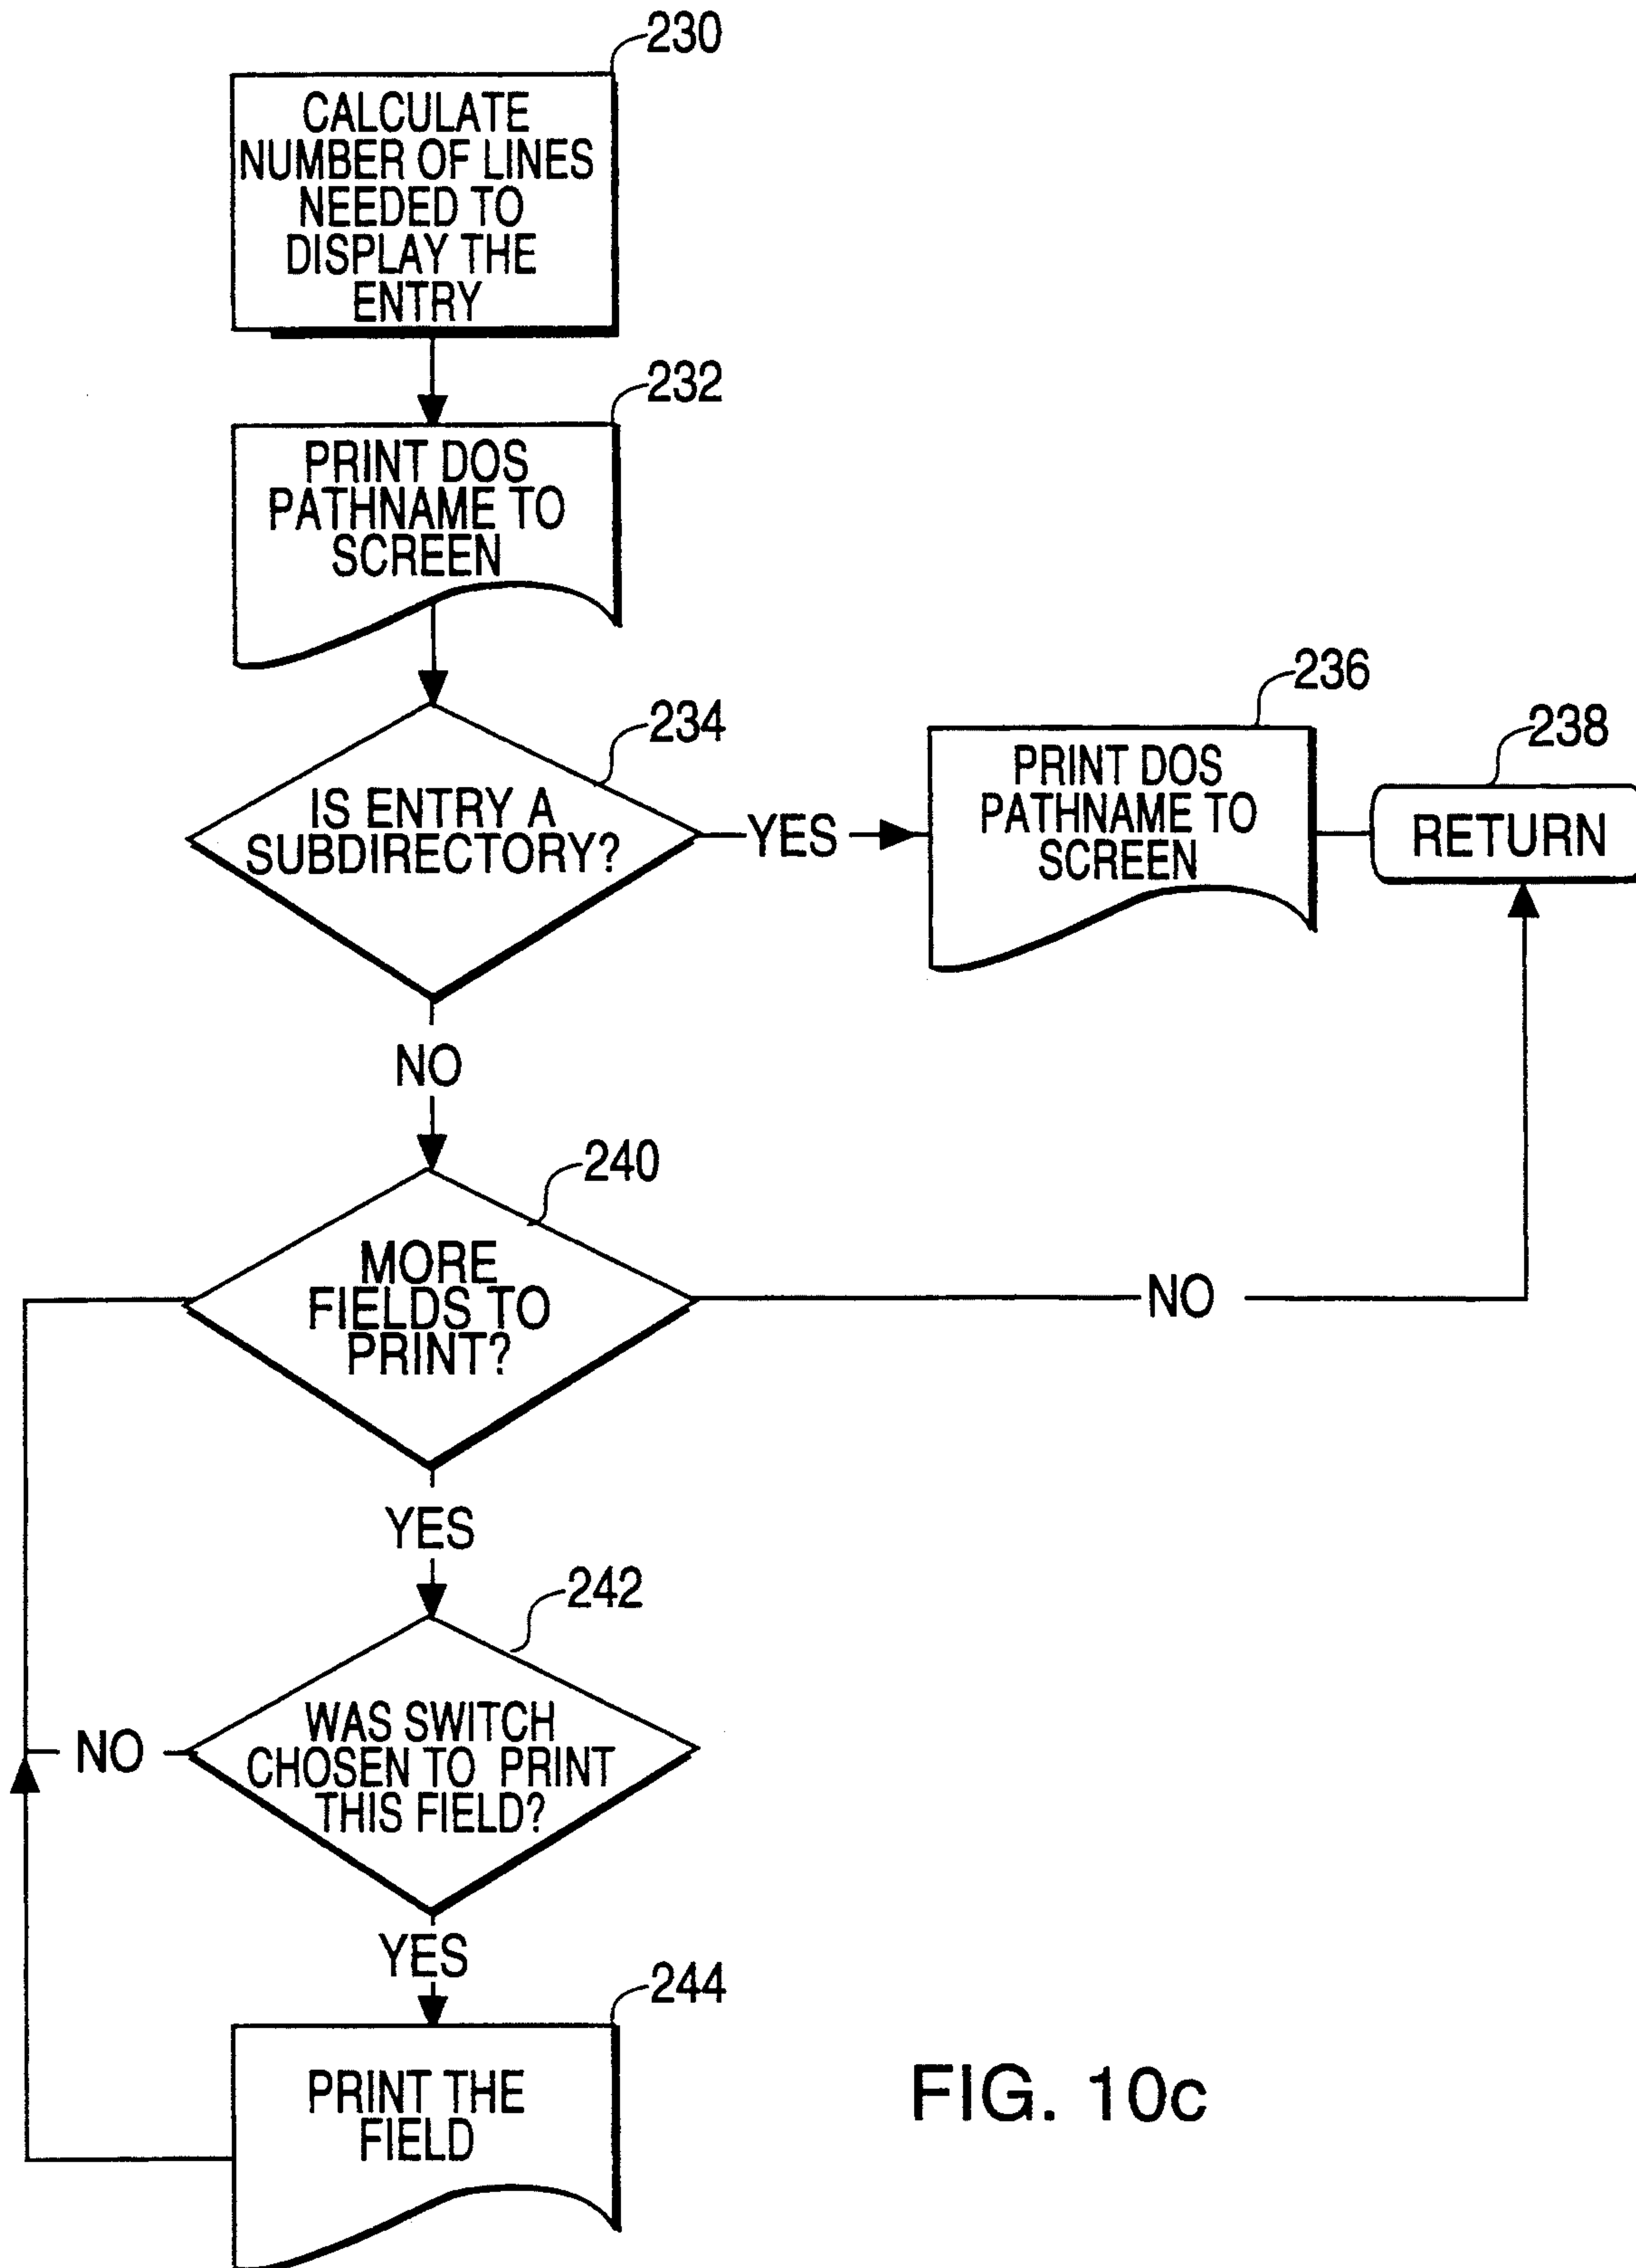 230
CALCULATE
NUMBER OF LINES
NEEDED TO
DISPLAY THE
ENTRY
232
PRINT DOS
PATHNAME TO
SCREEN
234
IS ENTRY A
SUBDIRECTORY?
YES
236
PRINT DOS
PATHNAME TO
SCREEN
238
RETURN
NO
240
MORE
FIELDS TO
PRINT?
NO
YES
242
WAS SWITCH
CHOSEN TO PRINT
THIS FIELD?
NO
YES
244
PRINT THE
FIELD
FIG. 10c